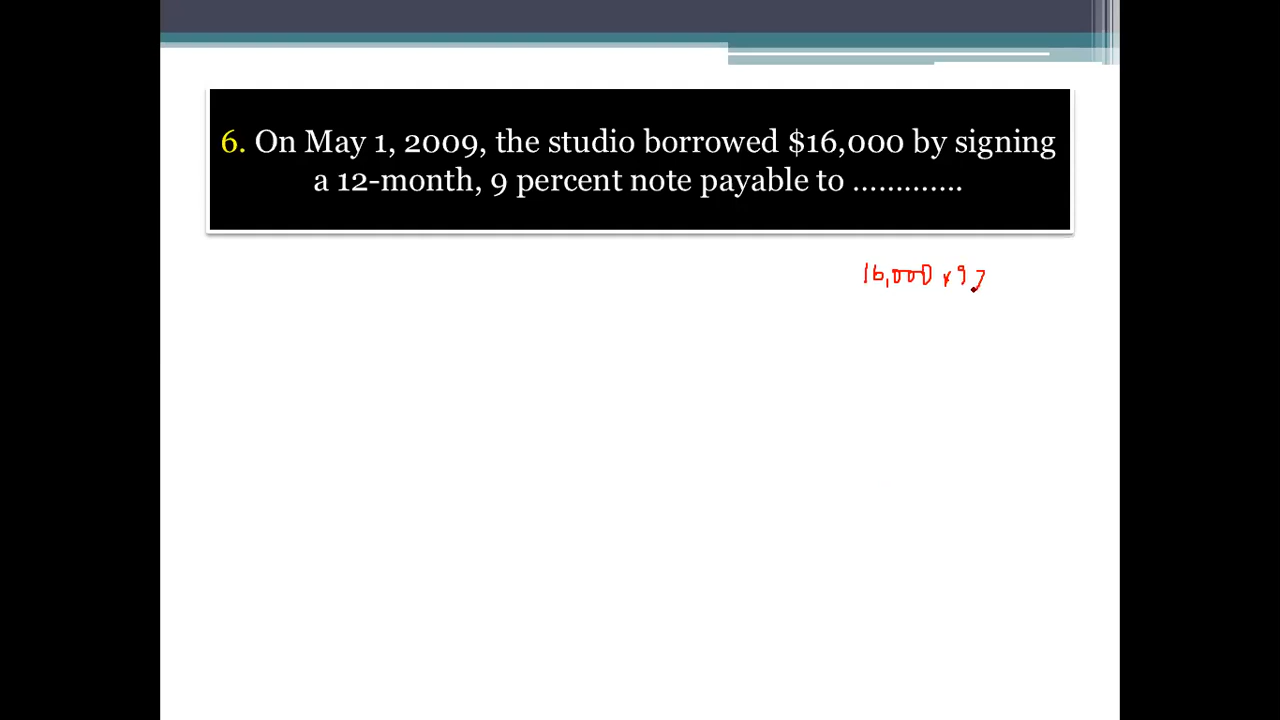 6. On May 1, 2009, the studio borrowed $16,000 by signing
a 12-month, 9 percent note payable to .............
16,000 × 9